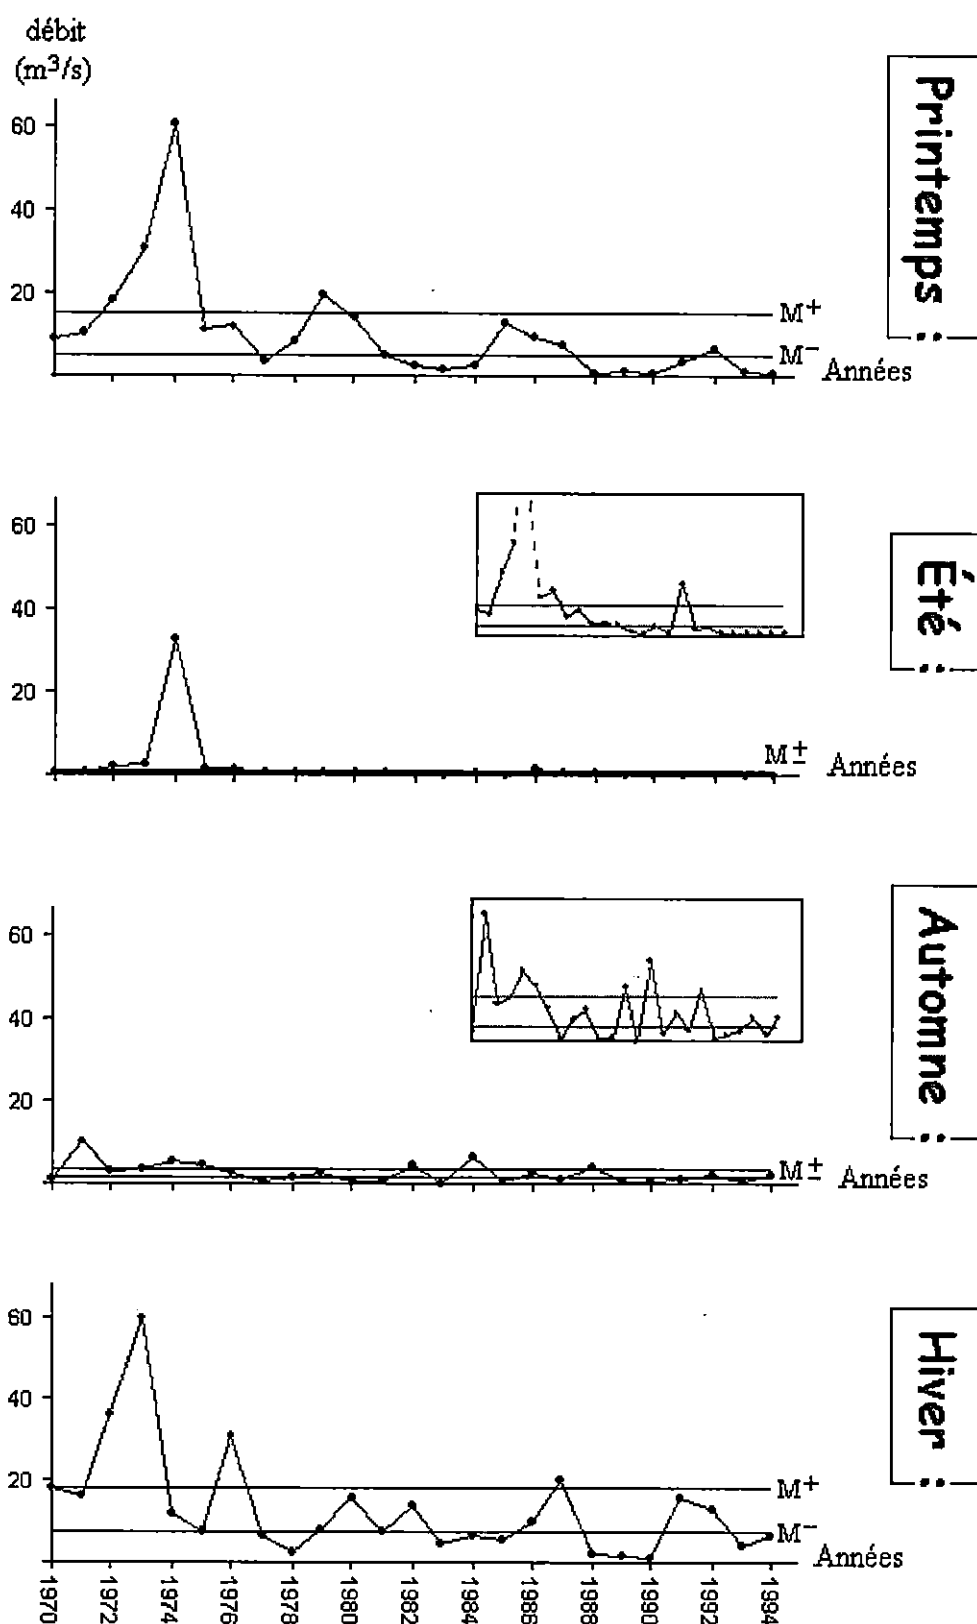 débit
(m³/s)
Printemps :
60
40
20
M+
M-
Années
Été :
60
40
20
M±
Années
Automne :
60
40
20
M±
Années
Hiver :
60
40
20
M+
M-
Années
1970
1972
1974
1976
1978
1980
1982
1984
1986
1988
1990
1992
1994